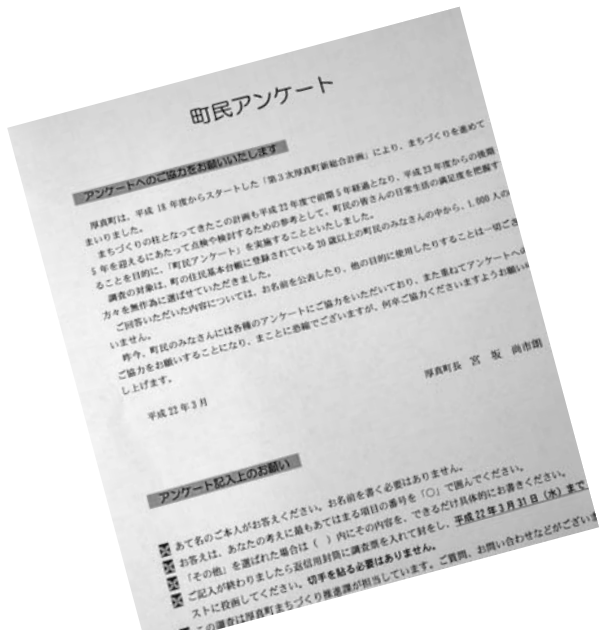 町民アンケート
アンケートへのご協力をお願いいたします
厚真町は、平成 18 年度からスタートした「第3次厚真町新総合計画」により、まちづくりを進めて
まいりました。
まちづくりの柱となってきたこの計画も平成 22 年度で前期5年経過となり、平成 23 年度からの後期
5 年を迎えるにあたって点検や検討するための参考として、町民の皆さんの日常生活の満足度を把握す
ることを目的に、「町民アンケート」を実施することといたしました。
調査の対象は、町の住民基本台帳に登録されている 20 歳以上の町民のみなさんの中から、1,000 人の
方々を無作為に選ばせていただきました。
ご回答いただいた内容については、お名前を公表したり、他の目的に使用したりすることは一切ござ
いません。
昨今、町民のみなさんには各種のアンケートにご協力をいただいており、また重ねてアンケートへの
ご協力をお願いすることになり、まことに恐縮でございますが、何卒ご協力くださいますようお願い
し上げます。
平成 22 年 3 月
厚真町長 宮 坂 尚市朗
アンケート記入上のお願い
あて名のご本人がお答えください。お名前を書く必要はありません。
お答えは、あなたの考えに最もあてはまる項目の番号を「○」で囲んでください。
「その他」を選ばれた場合は（ ）内にその内容を、できるだけ具体的にお書きください。
ご記入が終わりましたら返信用封筒に調査票を入れて封をし、平成 22 年 3 月 31 日（水）まで
ストに投函してください。切手を貼る必要はありません。
この調査は厚真町まちづくり推進課が担当しています。ご質問、お問い合わせなどがござい